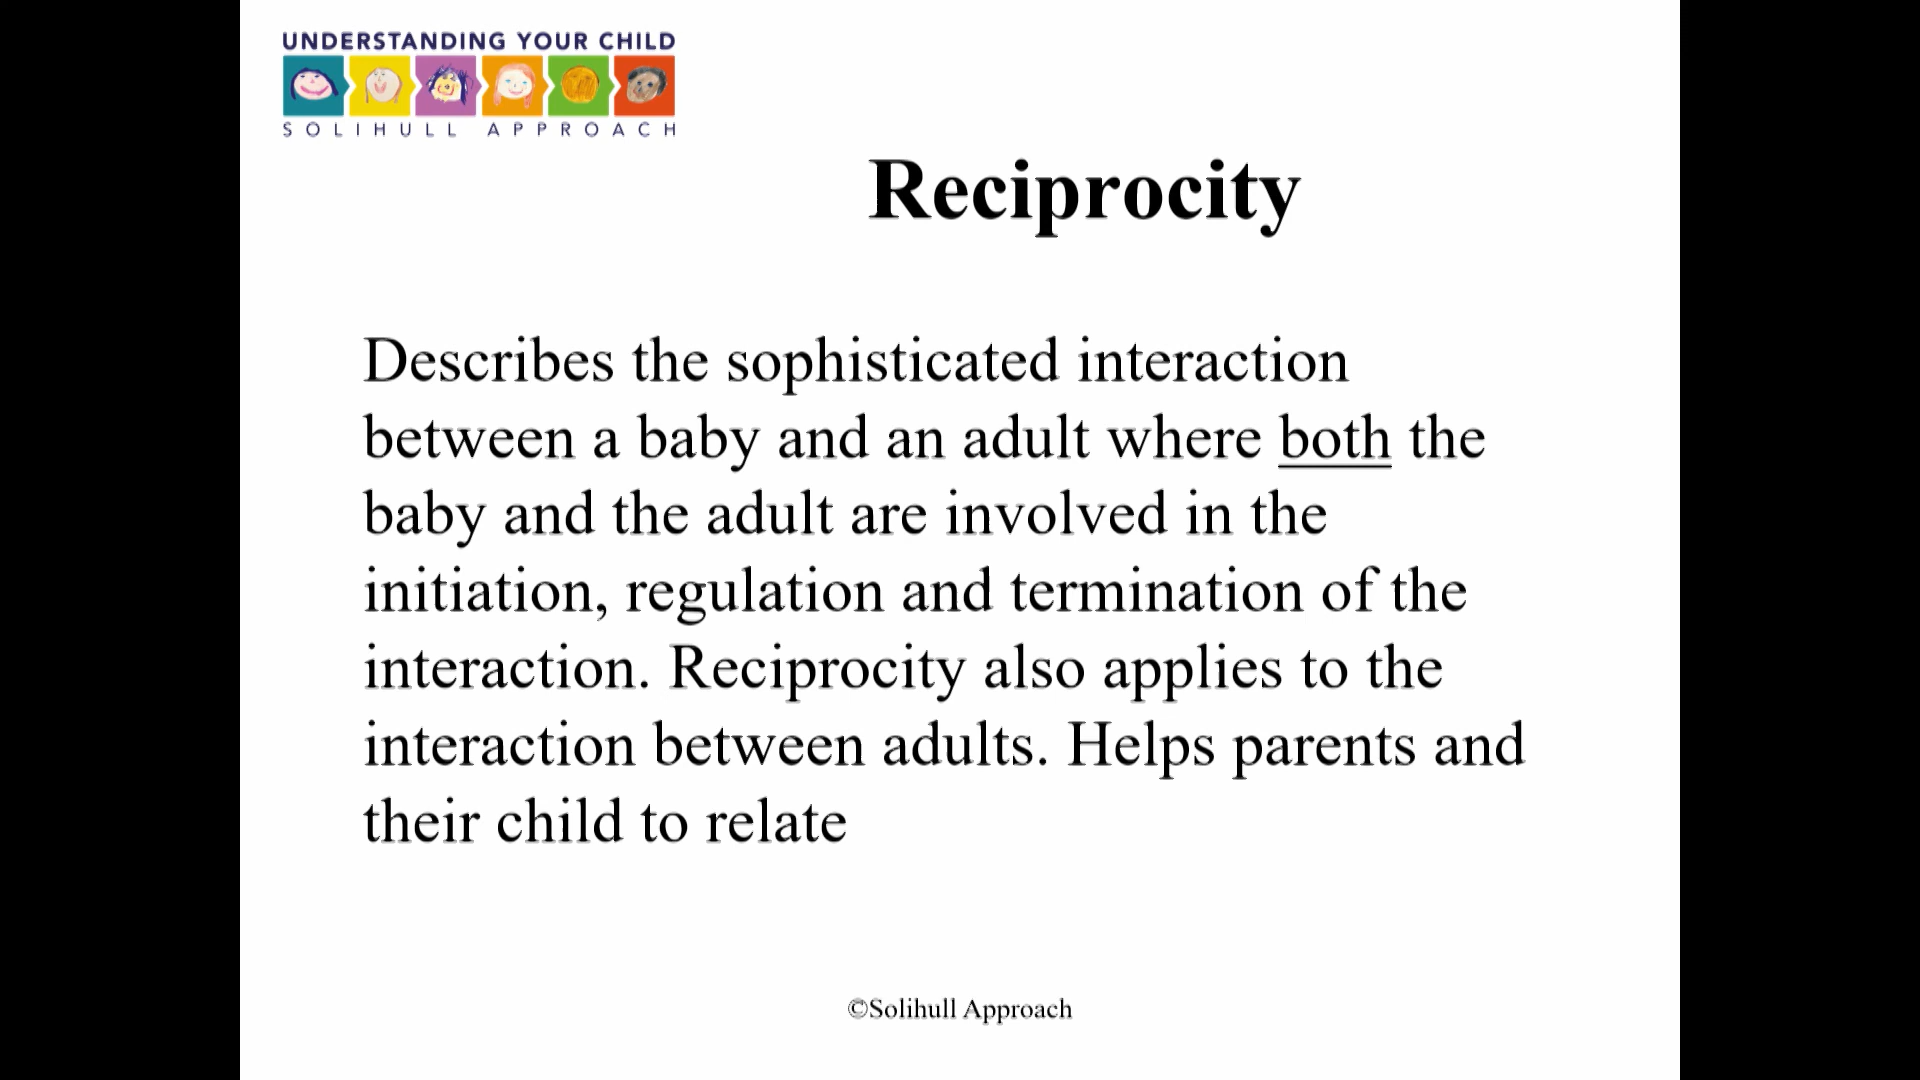 UNDERSTANDING YOUR CHILD
SOLIHULL APPROACH
Reciprocity
Describes the sophisticated interaction
between a baby and an adult where both the
baby and the adult are involved in the
initiation, regulation and termination of the
interaction. Reciprocity also applies to the
interaction between adults. Helps parents and
their child to relate
©Solihull Approach